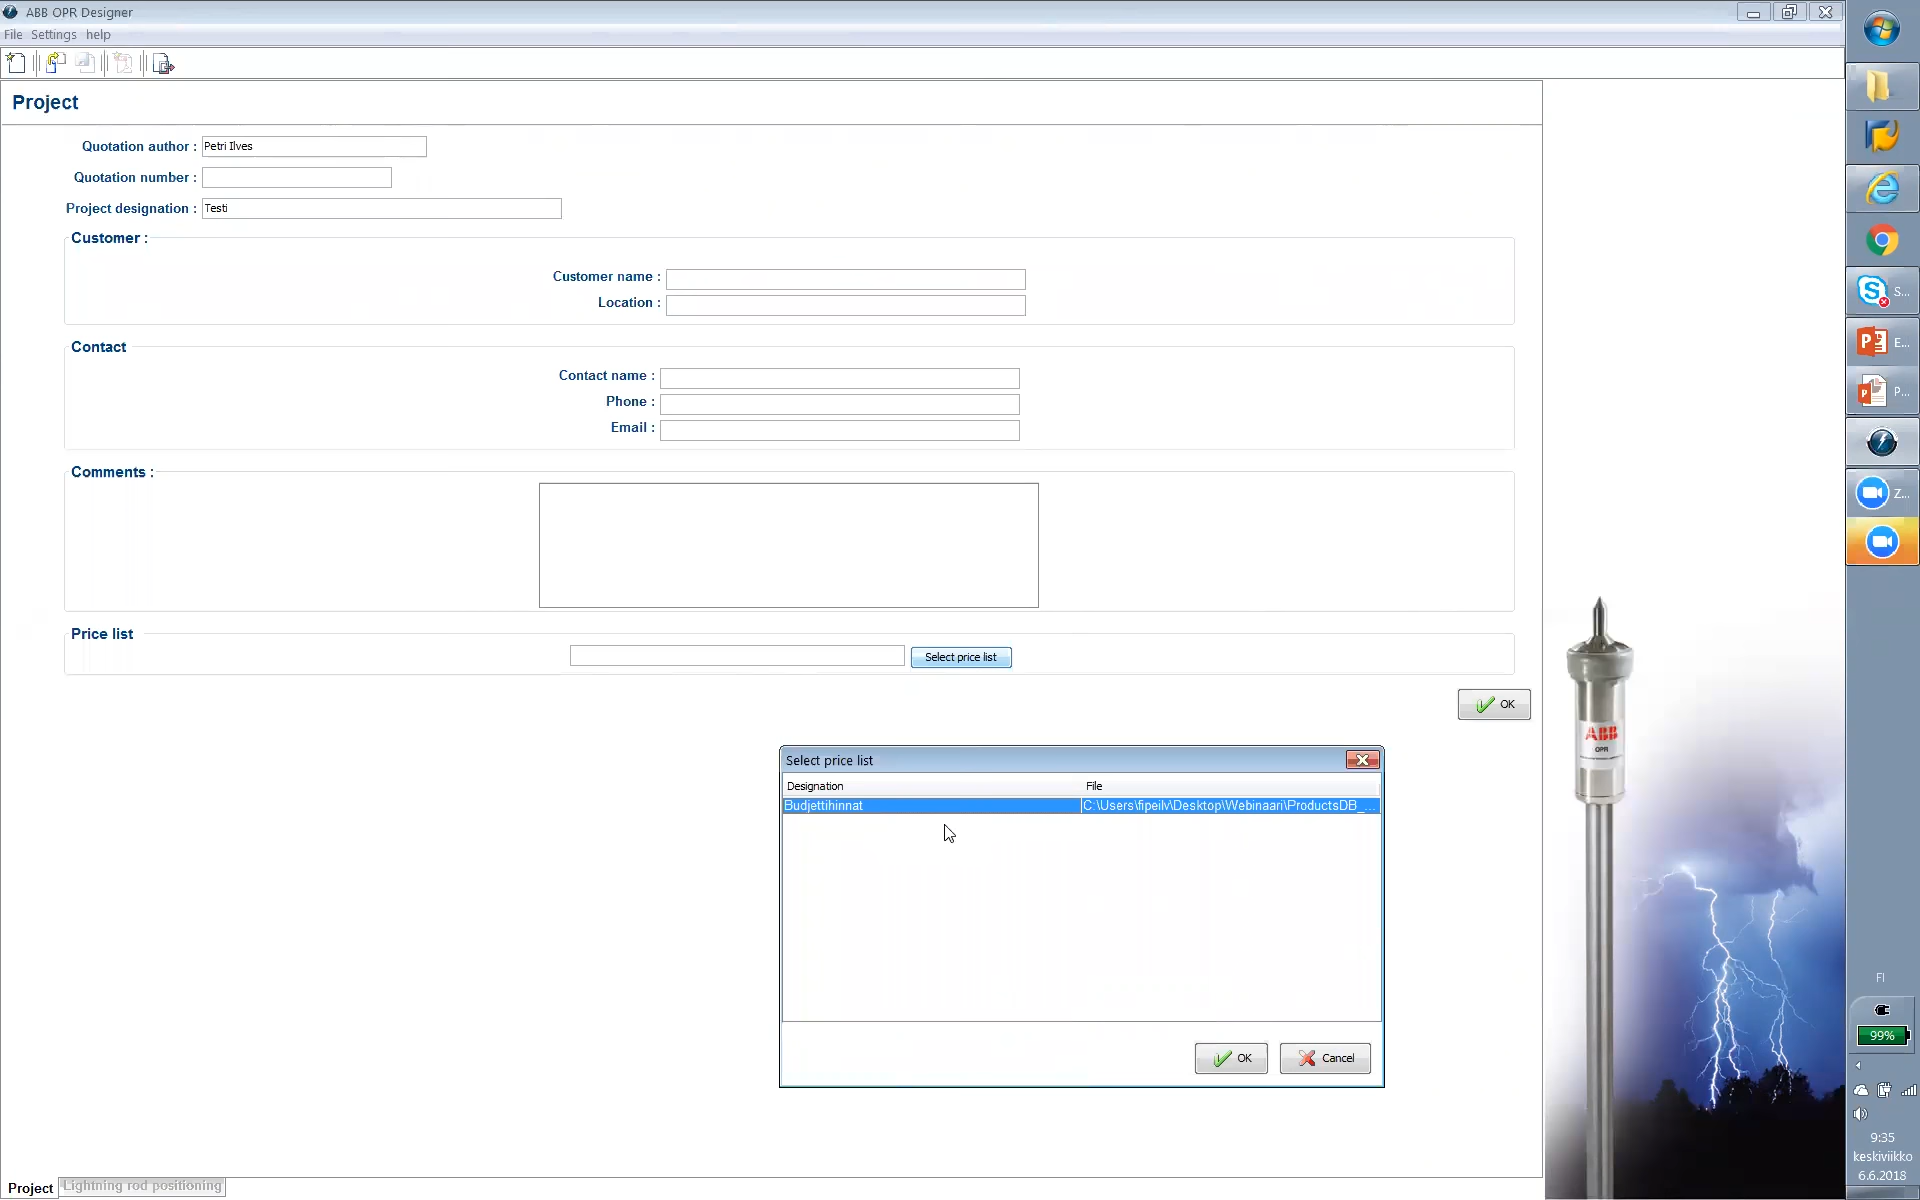 ABB OPR Designer
File Settings help
Project
Quotation author : Petri Ilves
Quotation number :
Project designation : Testi
Customer :
Customer name :
Location :
Contact
Contact name :
Phone :
Email :
Comments :
Price list
Select price list
OK
Select price list
Designation File
Budjettihinnat C:\Users\fipeilv\Desktop\Webinaari\ProductsDB_...
OK Cancel
Project Lightning rod positioning
ABB
OPR
S...
E...
P...
Z...
FI
99%
9:35
keskiviikko
6.6.2018